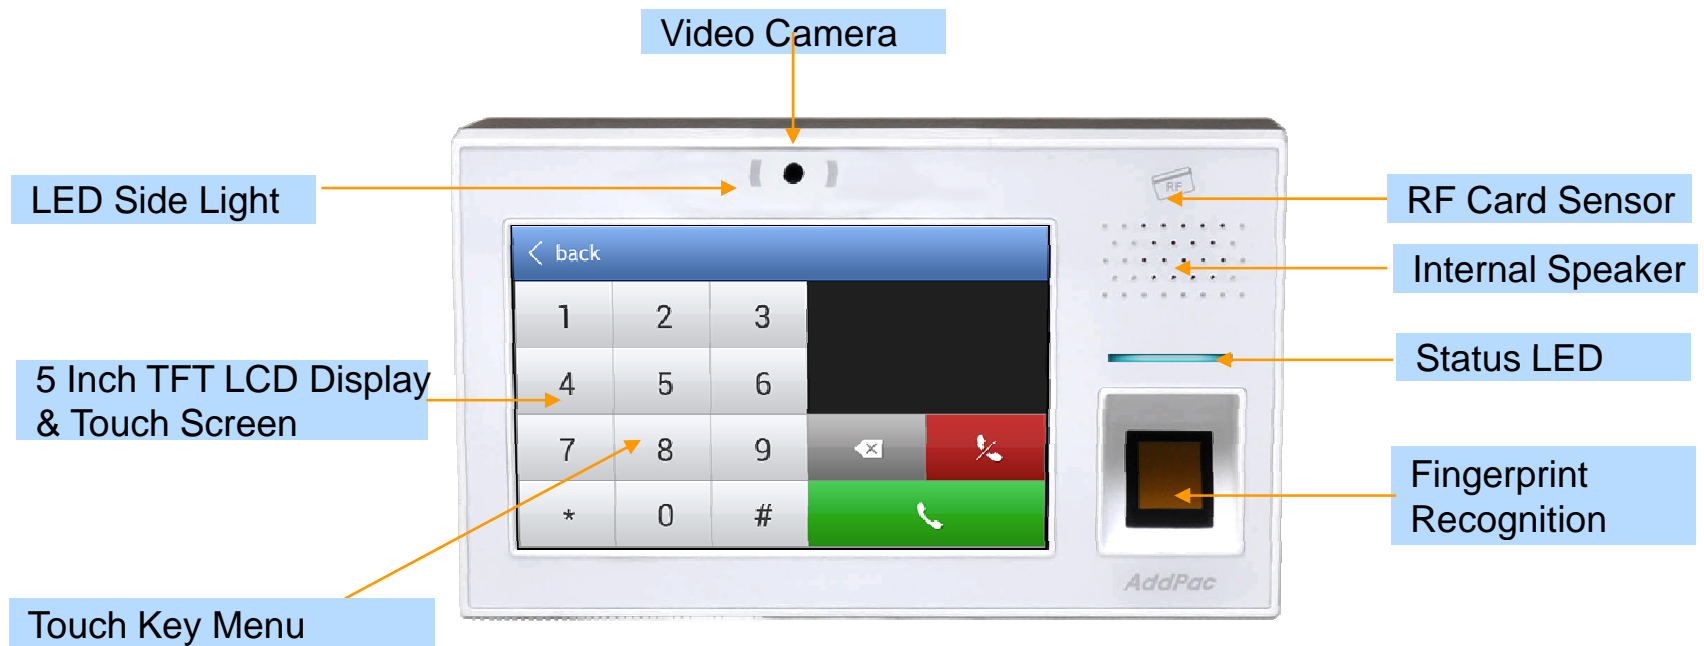 Video Camera
LED Side Light
RF
RF Card Sensor
Internal Speaker
back
1 2 3
5 Inch TFT LCD Display
& Touch Screen
4 5 6
Status LED
7 8 9
Fingerprint
Recognition
* 0 #
AddPac
Touch Key Menu